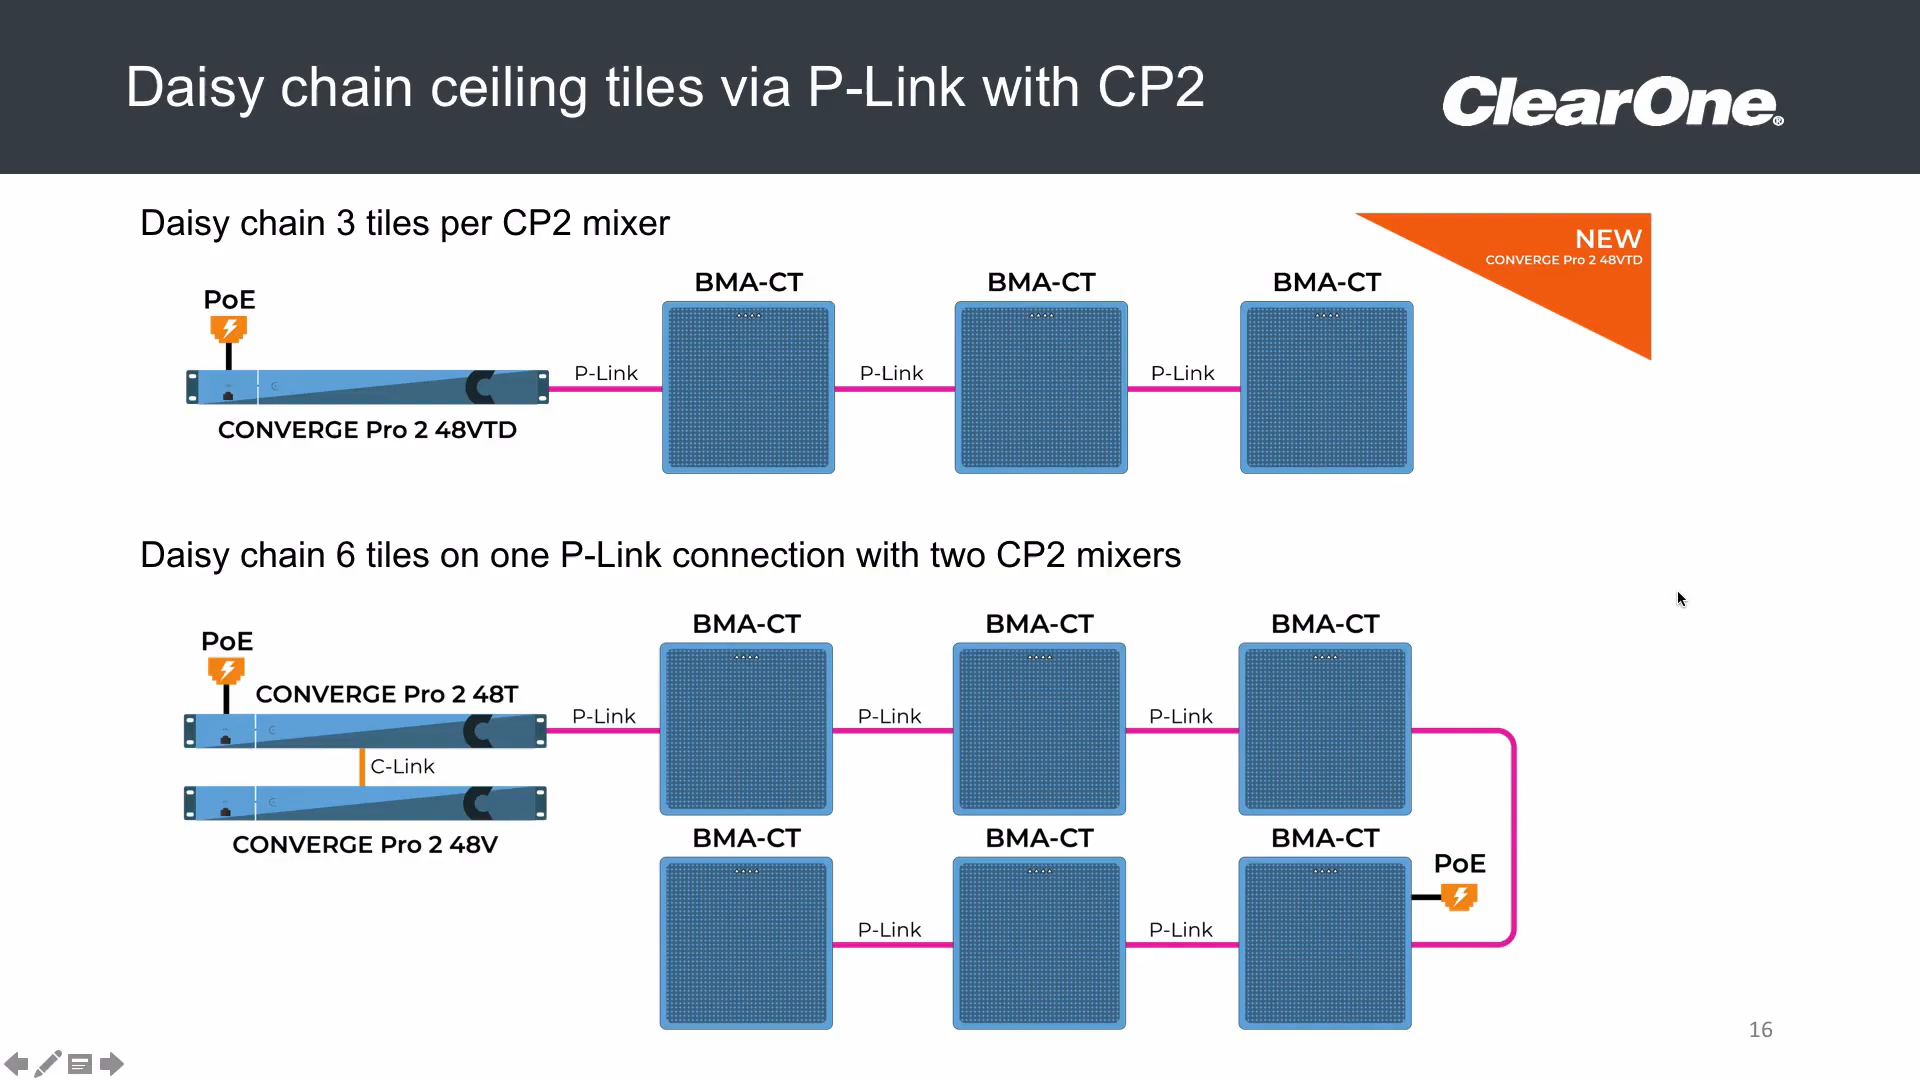 Daisy chain ceiling tiles via P-Link with CP2
ClearOne®
Daisy chain 3 tiles per CP2 mixer
NEW
CONVERGE Pro 2 48VTD
BMA-CT BMA-CT BMA-CT
PoE
P-Link P-Link P-Link
CONVERGE Pro 2 48VTD
Daisy chain 6 tiles on one P-Link connection with two CP2 mixers
BMA-CT BMA-CT BMA-CT
PoE
CONVERGE Pro 2 48T
P-Link P-Link P-Link
C-Link
CONVERGE Pro 2 48V
BMA-CT BMA-CT BMA-CT
PoE
P-Link P-Link
16